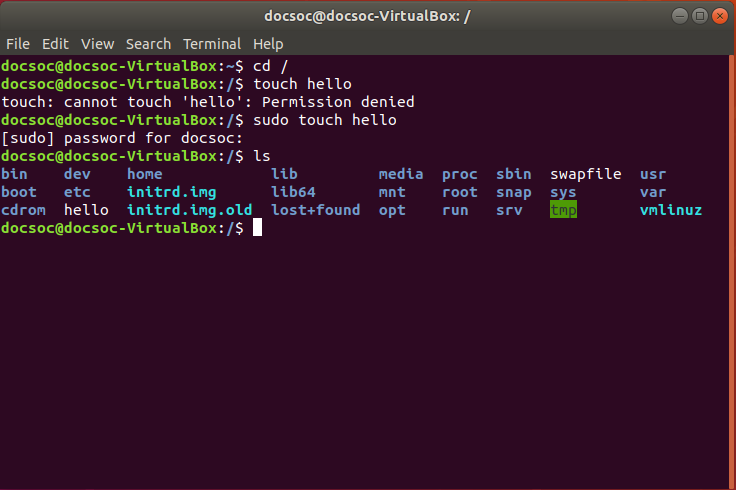 docsoc@docsoc-VirtualBox: /
File Edit View Search Terminal Help
docsoc@docsoc-VirtualBox:~$ cd /
docsoc@docsoc-VirtualBox:/$ touch hello
touch: cannot touch 'hello': Permission denied
docsoc@docsoc-VirtualBox:/$ sudo touch hello
[sudo] password for docsoc:
docsoc@docsoc-VirtualBox:/$ ls
bin    dev    home            lib         media  proc  sbin  swapfile  usr
boot   etc    initrd.img      lib64       mnt    root  snap  sys       var
cdrom  hello  initrd.img.old  lost+found  opt    run   srv   tmp       vmlinuz
docsoc@docsoc-VirtualBox:/$